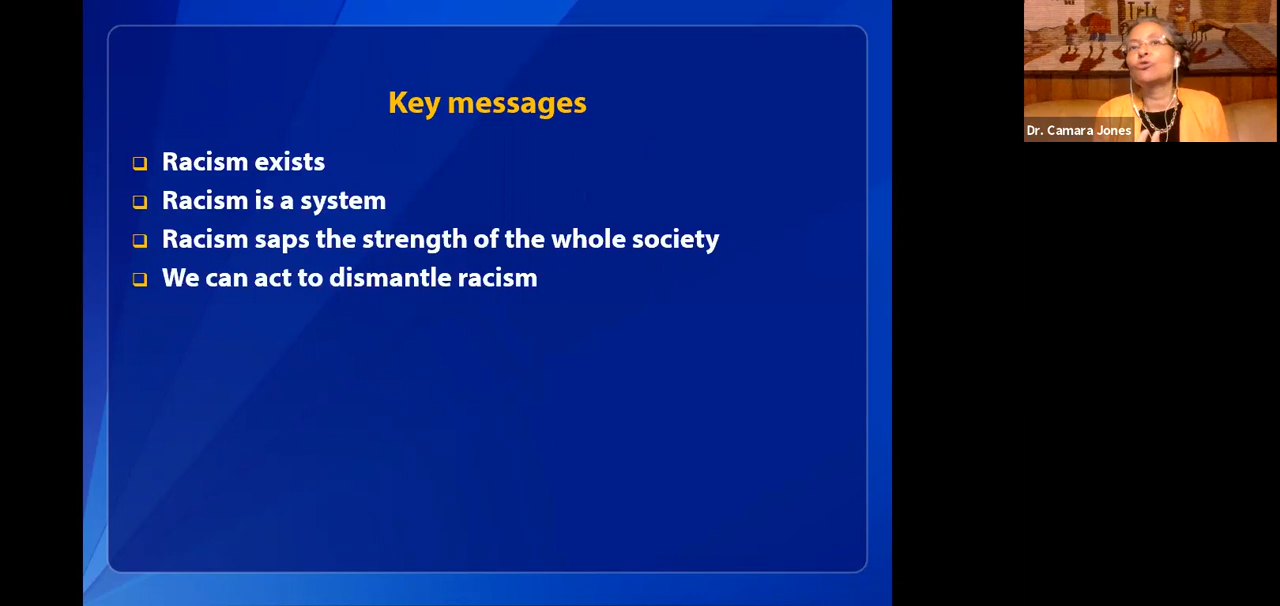 Key messages
Racism exists
Racism is a system
Racism saps the strength of the whole society
We can act to dismantle racism
Dr. Camara Jones